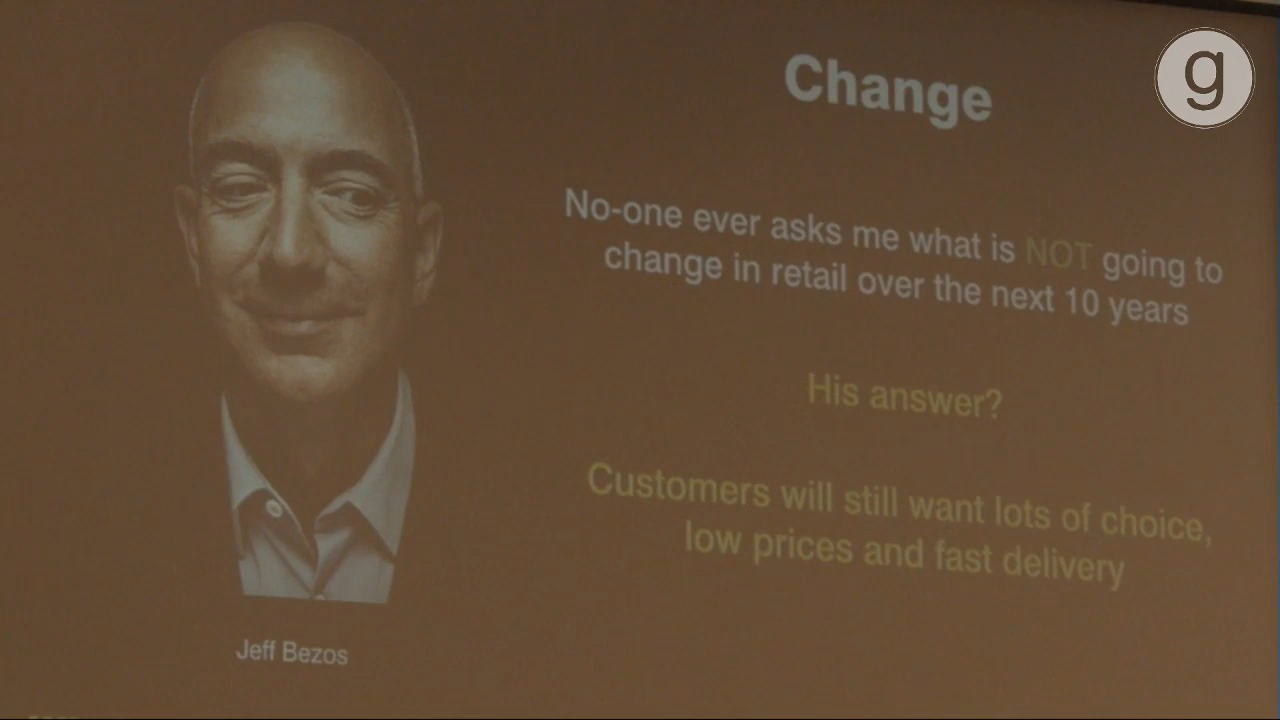 Change
g
No-one ever asks me what is NOT going to
change in retail over the next 10 years
His answer?
Customers will still want lots of choice,
low prices and fast delivery
Jeff Bezos